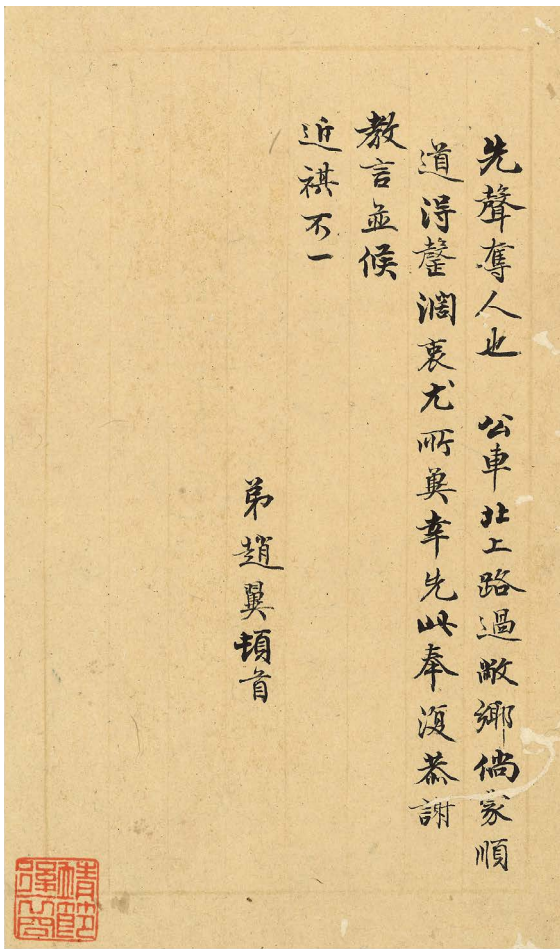 先聲奪人也　公車北上路過敝鄉倘蒙順
道得罄濶衷尤所冀幸先此奉復恭謝
教言並候
近祺不一
弟趙翼頓首